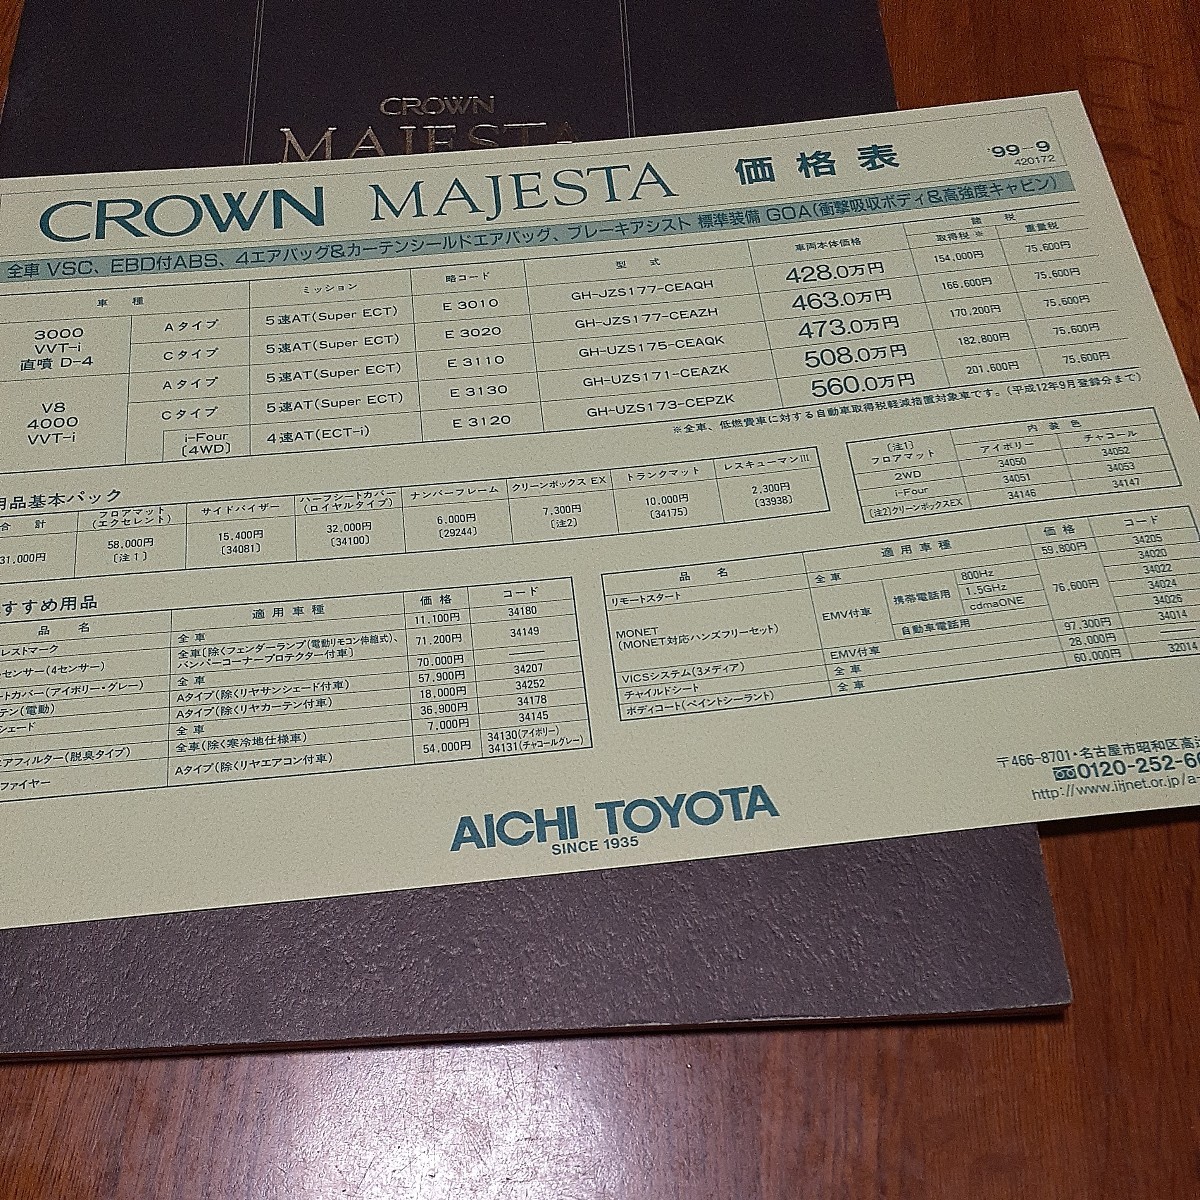 CROWN
MAJESTA
CROWN MAJESTA 価格表 '99-9
420172
全車 VSC、EBD付ABS、4エアバッグ&カーテンシールドエアバッグ、ブレーキアシスト 標準装備 GOA(衝撃吸収ボディ&高強度キャビン)
車種 ミッション 略コード 型式 車両本体価格 諸税
取得税※ 重量税
3000 VVT-i 直噴 D-4 Aタイプ 5速AT(Super ECT) E 3010 GH-JZS177-CEAQH 428.0万円 154,000円 75,600円
Cタイプ 5速AT(Super ECT) E 3020 GH-JZS177-CEAZH 463.0万円 166,600円 75,600円
V8 4000 VVT-i Aタイプ 5速AT(Super ECT) E 3110 GH-UZS175-CEAQK 473.0万円 170,200円 75,600円
Cタイプ 5速AT(Super ECT) E 3130 GH-UZS171-CEAZK 508.0万円 182,800円 75,600円
i-Four〔4WD〕 4速AT(ECT-i) E 3120 GH-UZS173-CEPZK 560.0万円 201,600円 75,600円
※全車、低燃費車に対する自動車取得税軽減措置対象車です。(平成12年9月登録分まで)
用品基本パック
合計 フロアマット(エクセレント) サイドバイザー ハーフシートカバー(ロイヤルタイプ) ナンバーフレーム クリーンボックス EX トランクマット レスキューマンIII
31,000円 58,000円〔注1〕 15,400円〔34081〕 32,000円〔34100〕 6,000円〔29244〕 7,300円〔注2〕 10,000円〔34175〕 2,300円〔33938〕
〔注1〕フロアマット 内装色
アイボリー チャコール
2WD 34050 34052
i-Four 34051 34053
〔注2〕クリーンボックスEX 34146 34147
すすめ用品
品名 適用車種 価格 コード
レストマーク 全車 11,100円 34180
センサー(4センサー) 全車〔除くフェンダーランプ(電動リモコン伸縮式)、バンパーコーナープロテクター付車〕 71,200円 34149
ートカバー(アイボリー・グレー) 全車 70,000円
テン(電動) Aタイプ(除くリヤサンシェード付車) 57,900円 34207
シェード Aタイプ(除くリヤカーテン付車) 18,000円 34252
エアフィルター(脱臭タイプ) 全車 36,900円 34178
全車(除く寒冷地仕様車) 7,000円 34145
ファイヤー Aタイプ(除くリヤエアコン付車) 54,000円 34130(アイボリー) 34131(チャコールグレー)
品名 適用車種 価格 コード
リモートスタート 全車 59,800円 34205
MONET(MONET対応ハンズフリーセット) EMV付車 携帯電話用 800Hz 76,600円 34020
1.5GHz 34022
cdmaONE 34024
自動車電話用 34026
VICSシステム(3メディア) EMV付車 97,300円 34014
チャイルドシート 全車 28,000円
ボディコート(ペイントシーラント) 全車 60,000円 32014
AICHI TOYOTA
SINCE 1935
〒466-8701・名古屋市昭和区高辻
0120-252-66
http://www.iijnet.or.jp/a-